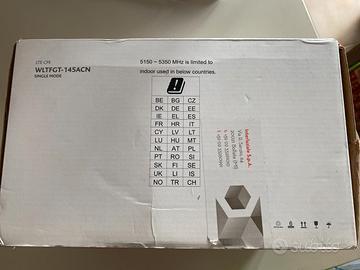 LTE CPE
WLTFGT-145ACN
SINGLE MODE
5150 ~ 5350 MHz is limited to
indoor used in below countries.
BE BG CZ
DK DE EE
IE EL ES
FR HR IT
CY LV LT
LU HU MT
NL AT PL
PT RO SI
SK FI SE
UK LI IS
NO TR CH
subito